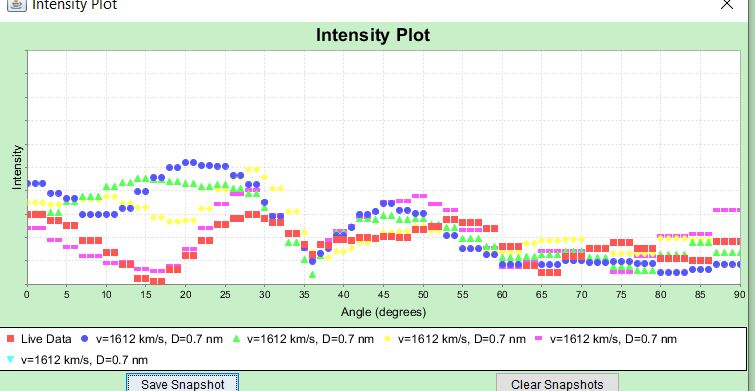 Intensity Plot
Intensity Plot
Intensity
0 5 10 15 20 25 30 35 40 45 50 55 60 65 70 75 80 85 90
Angle (degrees)
Live Data v=1612 km/s, D=0.7 nm v=1612 km/s, D=0.7 nm v=1612 km/s, D=0.7 nm v=1612 km/s, D=0.7 nm
v=1612 km/s, D=0.7 nm
Save Snapshot Clear Snapshots